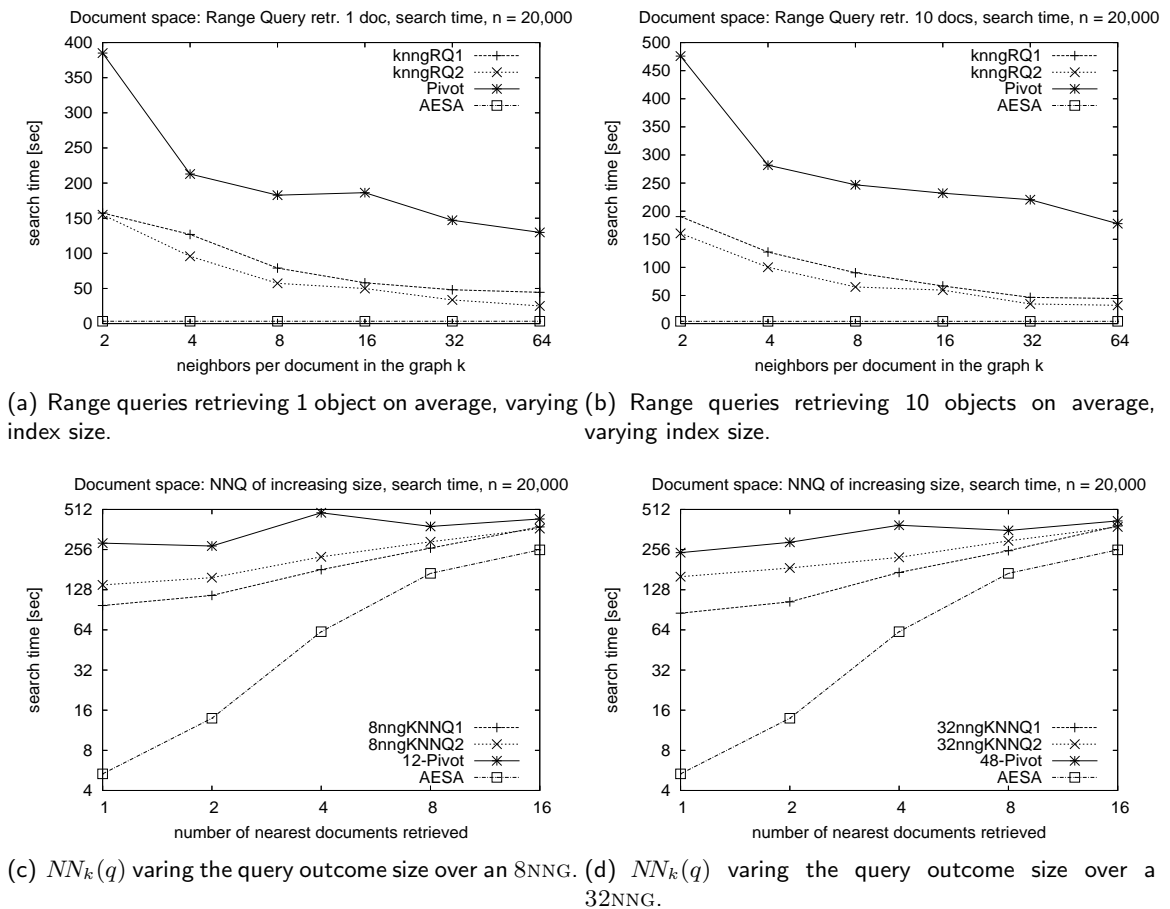 Document space: Range Query retr. 1 doc, search time, n = 20,000
400
350
300
250
200
150
100
50
0
search time [sec]
knngRQ1
knngRQ2
Pivot
AESA
2 4 8 16 32 64
neighbors per document in the graph k
(a) Range queries retrieving 1 object on average, varying
index size.
Document space: Range Query retr. 10 docs, search time, n = 20,000
500
450
400
350
300
250
200
150
100
50
0
search time [sec]
knngRQ1
knngRQ2
Pivot
AESA
2 4 8 16 32 64
neighbors per document in the graph k
(b) Range queries retrieving 10 objects on average,
varying index size.
Document space: NNQ of increasing size, search time, n = 20,000
512
256
128
64
32
16
8
4
search time [sec]
8nngKNNQ1
8nngKNNQ2
12-Pivot
AESA
1 2 4 8 16
number of nearest documents retrieved
(c) NNk(q) varing the query outcome size over an 8NNG.
Document space: NNQ of increasing size, search time, n = 20,000
512
256
128
64
32
16
8
4
search time [sec]
32nngKNNQ1
32nngKNNQ2
48-Pivot
AESA
1 2 4 8 16
number of nearest documents retrieved
(d) NNk(q) varing the query outcome size over a
32NNG.